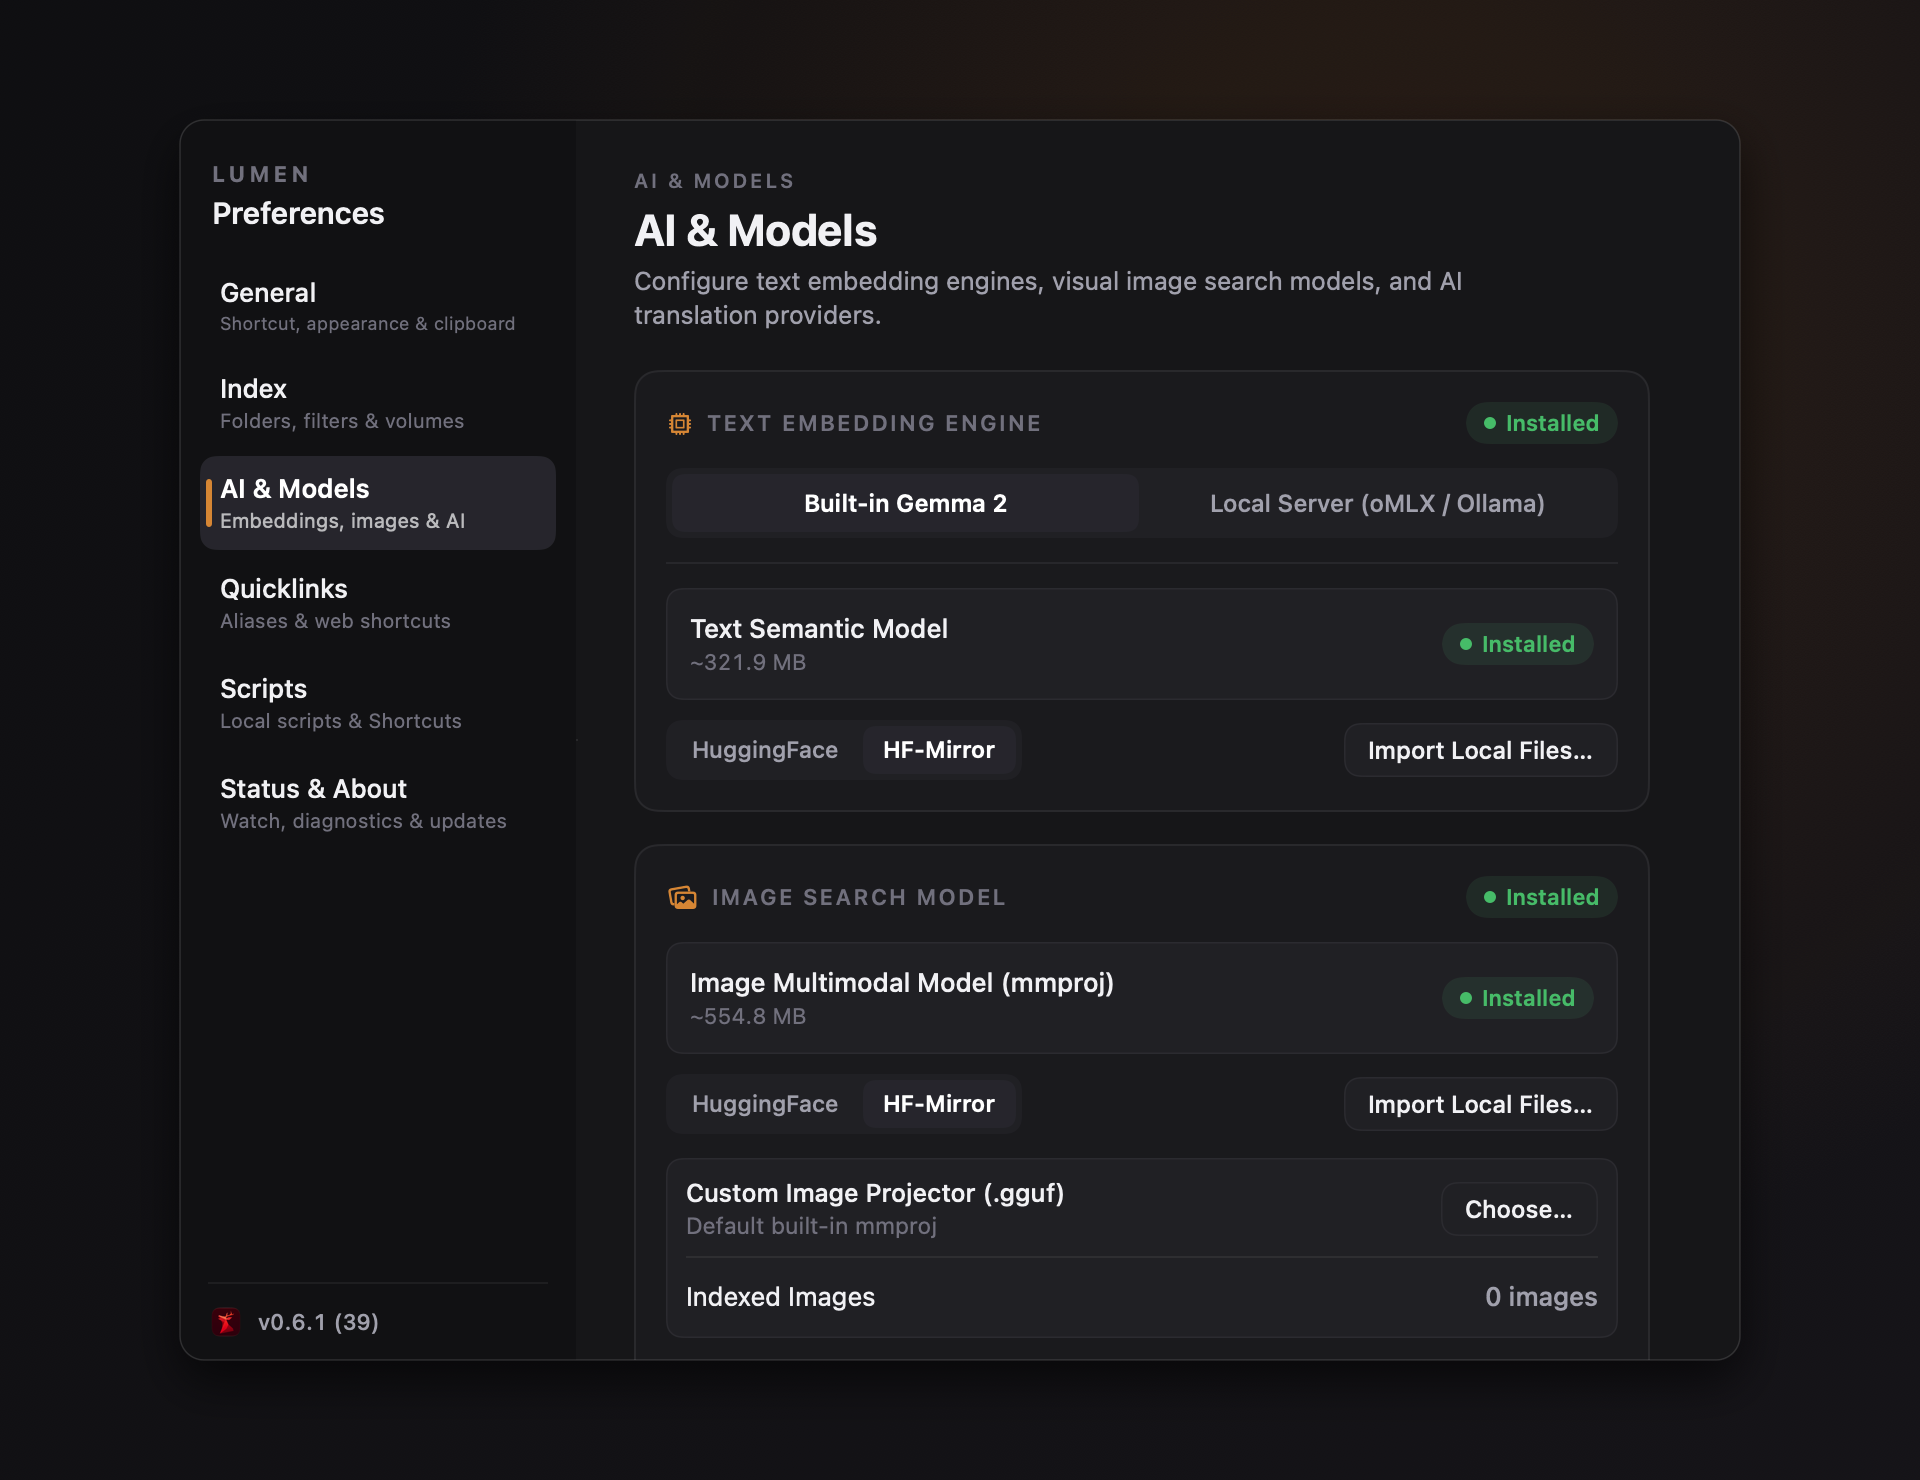 LUMEN
Preferences
General
Shortcut, appearance & clipboard
Index
Folders, filters & volumes
AI & Models
Embeddings, images & AI
Quicklinks
Aliases & web shortcuts
Scripts
Local scripts & Shortcuts
Status & About
Watch, diagnostics & updates
v0.6.1 (39)
AI & MODELS
AI & Models
Configure text embedding engines, visual image search models, and AI
translation providers.
TEXT EMBEDDING ENGINE
Installed
Built-in Gemma 2
Local Server (oMLX / Ollama)
Text Semantic Model
~321.9 MB
Installed
HuggingFace
HF-Mirror
Import Local Files...
IMAGE SEARCH MODEL
Installed
Image Multimodal Model (mmproj)
~554.8 MB
Installed
HuggingFace
HF-Mirror
Import Local Files...
Custom Image Projector (.gguf)
Default built-in mmproj
Choose...
Indexed Images
0 images